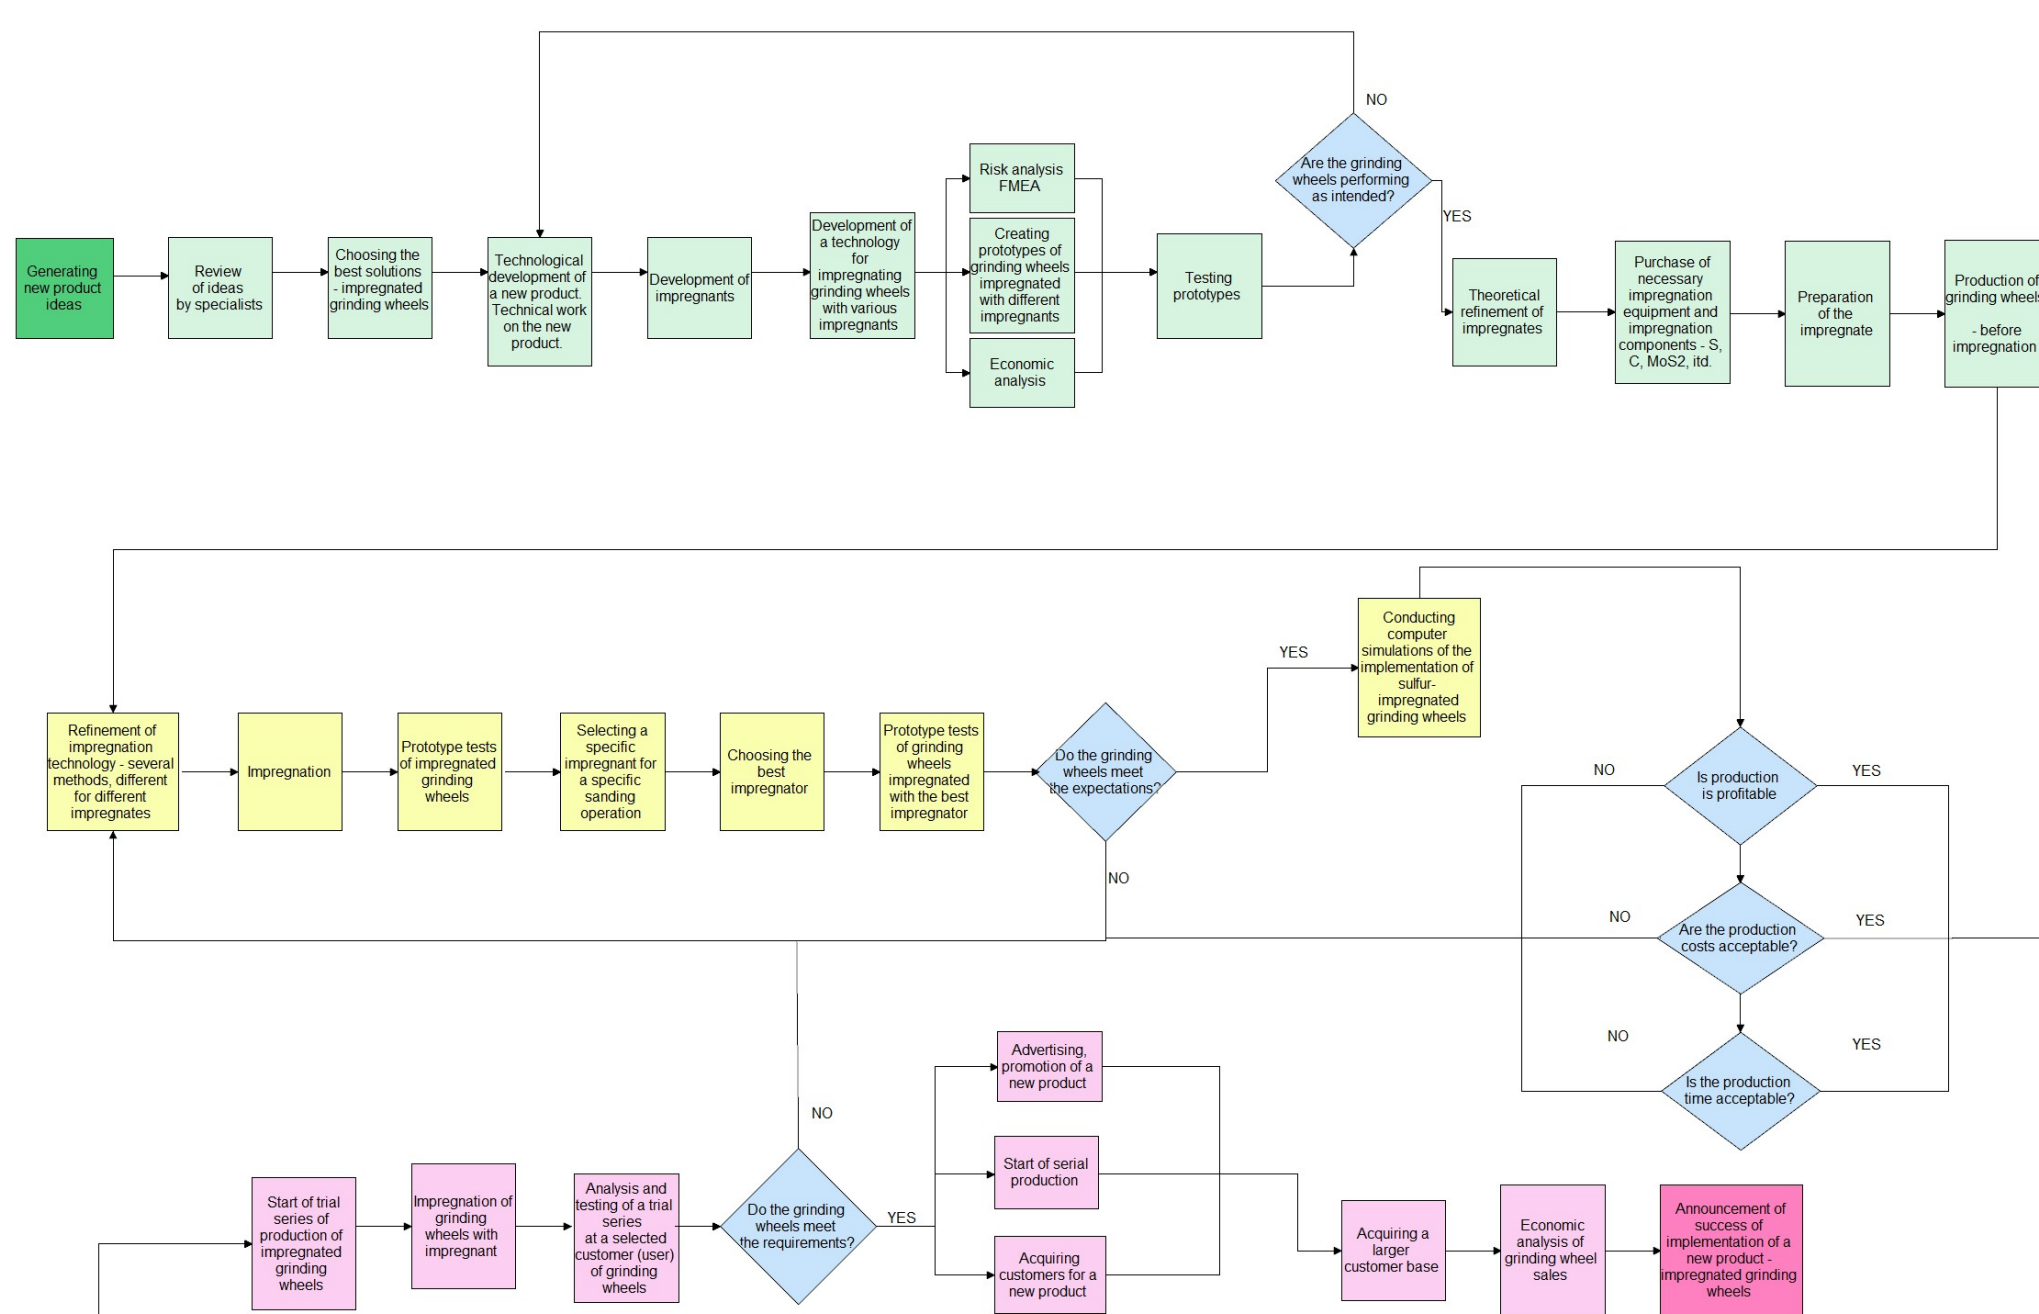 NO
Are the grinding
wheels performing
as intended?
YES
Risk analysis
FMEA
Generating
new product
ideas
Review
of ideas
by specialists
Choosing the
best solutions
- impregnated
grinding wheels
Technological
development of
a new product.
Technical work
on the new
product.
Development of
impregnants
Development of
a technology
for
impregnating
grinding wheels
with various
impregnants
Creating
prototypes of
grinding wheels
impregnated
with different
impregnants
Economic
analysis
Testing
prototypes
Theoretical
refinement of
impregnates
Purchase of
necessary
impregnation
equipment and
impregnation
components - S,
C, MoS2, itd.
Preparation
of the
impregnate
Production of
grinding wheels
- before
impregnation
Refinement of
impregnation
technology - several
methods, different
for different
impregnates
Impregnation
Prototype tests
of impregnated
grinding
wheels
Selecting a
specific
impregnant for
a specific
sanding
operation
Choosing the
best
impregnator
Prototype tests
of grinding
wheels
impregnated
with the best
impregnator
Do the grinding
wheels meet
the expectations?
YES
NO
Conducting
computer
simulations of the
implementation of
sulfur-
impregnated
grinding wheels
NO
Is production
is profitable
YES
NO
Are the production
costs acceptable?
YES
NO
Is the production
time acceptable?
YES
Start of trial
series of
production of
impregnated
grinding
wheels
Impregnation of
grinding
wheels with
impregnant
Analysis and
testing of a trial
series
at a selected
customer (user)
of grinding
wheels
NO
Do the grinding
wheels meet
the requirements?
YES
Advertising,
promotion of a
new product
Start of serial
production
Acquiring
customers for a
new product
Acquiring a
larger
customer base
Economic
analysis of
grinding wheel
sales
Announcement of
success of
implementation of a
new product -
impregnated grinding
wheels